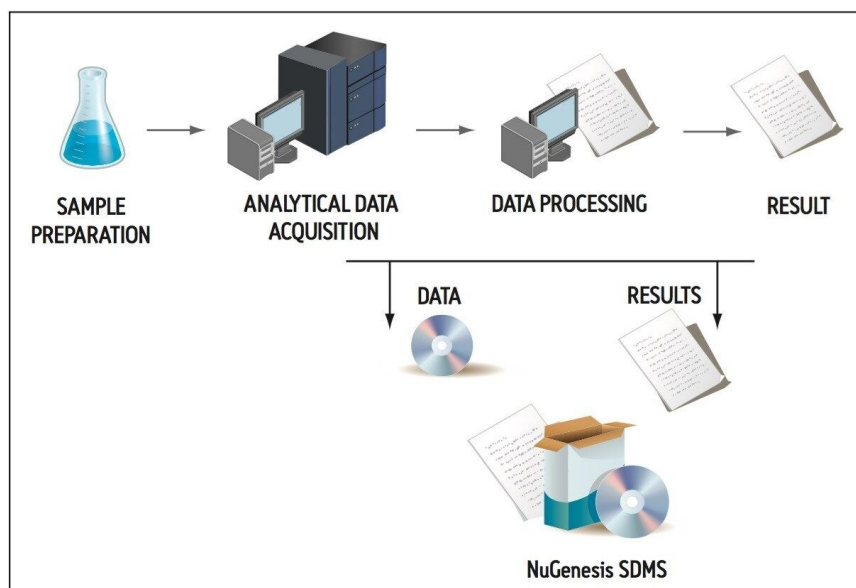 SAMPLE
PREPARATION
ANALYTICAL DATA
ACQUISITION
DATA PROCESSING
RESULT
DATA
RESULTS
NuGenesis SDMS